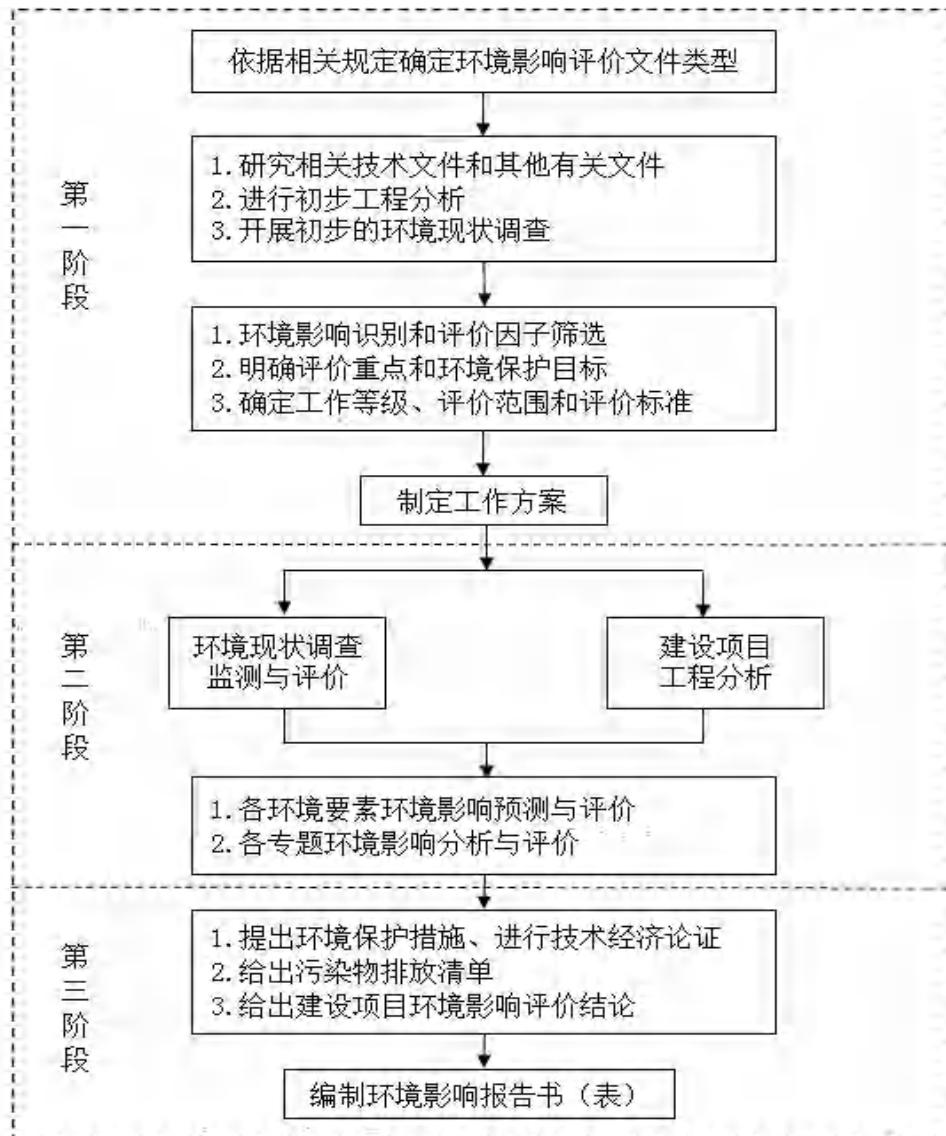 依据相关规定确定环境影响评价文件类型
1.研究相关技术文件和其他有关文件
2.进行初步工程分析
3.开展初步的环境现状调查
第一阶段
1.环境影响识别和评价因子筛选
2.明确评价重点和环境保护目标
3.确定工作等级、评价范围和评价标准
制定工作方案
第二阶段
环境现状调查
监测与评价
建设项目
工程分析
1.各环境要素环境影响预测与评价
2.各专题环境影响分析与评价
第三阶段
1.提出环境保护措施、进行技术经济论证
2.给出污染物排放清单
3.给出建设项目环境影响评价结论
编制环境影响报告书（表）